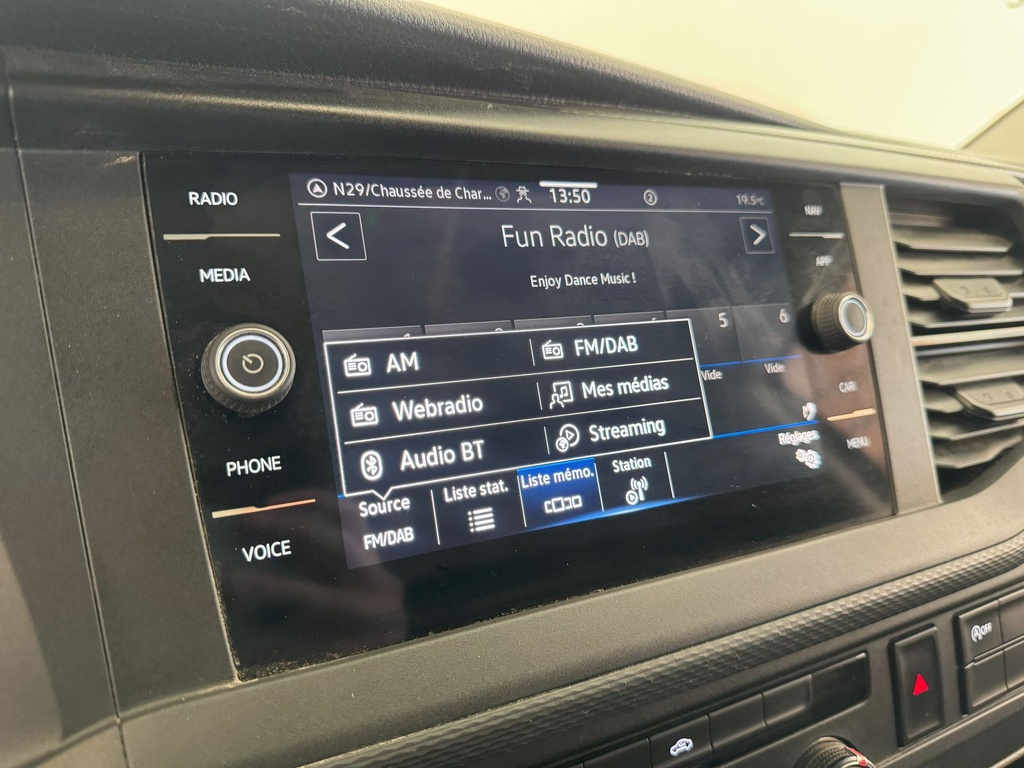 RADIO
MEDIA
PHONE
VOICE
N29/Chaussée de Char... 13:50 2 19.5°C
Fun Radio (DAB)
Enjoy Dance Music !
5 6
Vide Vide
AM FM/DAB
Webradio Mes médias
Audio BT Streaming
Source Liste stat. Liste mémo. Station Réglages
FM/DAB
NAV
APP
CAR
MENU
A OFF